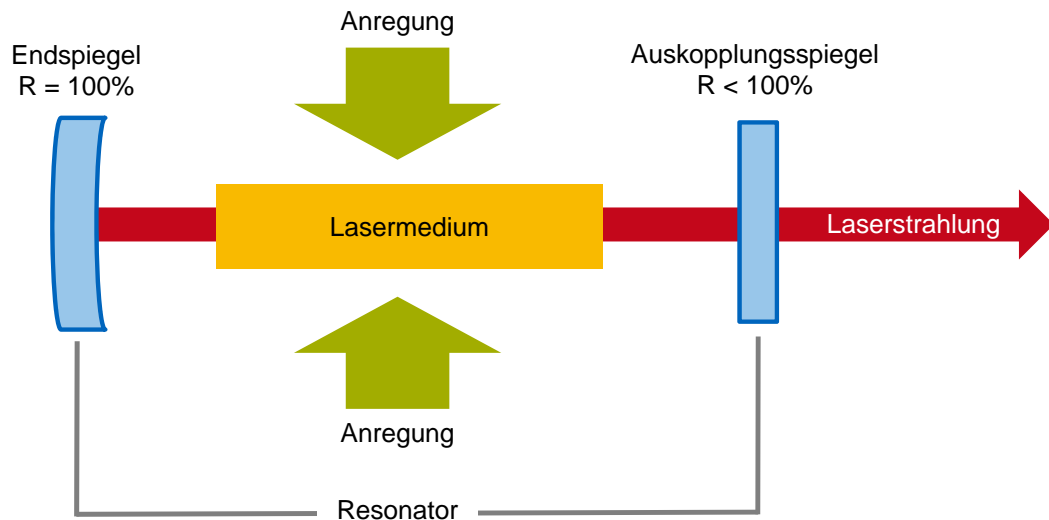 Anregung
Endspiegel
R = 100%
Auskopplungsspiegel
R < 100%
Lasermedium
Laserstrahlung
Anregung
Resonator